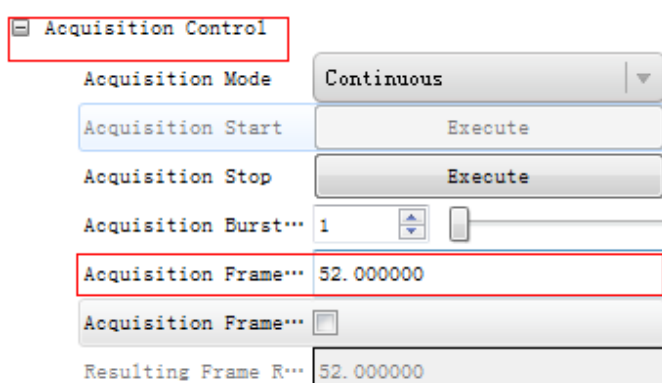 Acquisition Control
Acquisition Mode Continuous
Acquisition Start Execute
Acquisition Stop Execute
Acquisition Burst··· 1
Acquisition Frame··· 52.000000
Acquisition Frame···
Resulting Frame R··· 52.000000